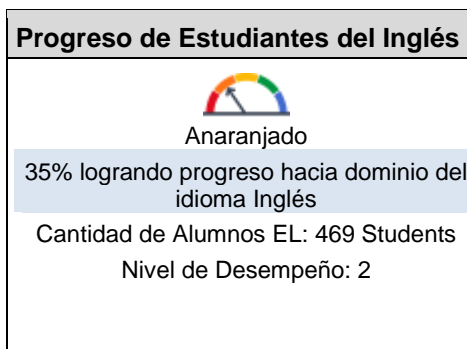 Progreso de Estudiantes del Inglés
Anaranjado
35% logrando progreso hacia dominio del
idioma Inglés
Cantidad de Alumnos EL: 469 Students
Nivel de Desempeño: 2